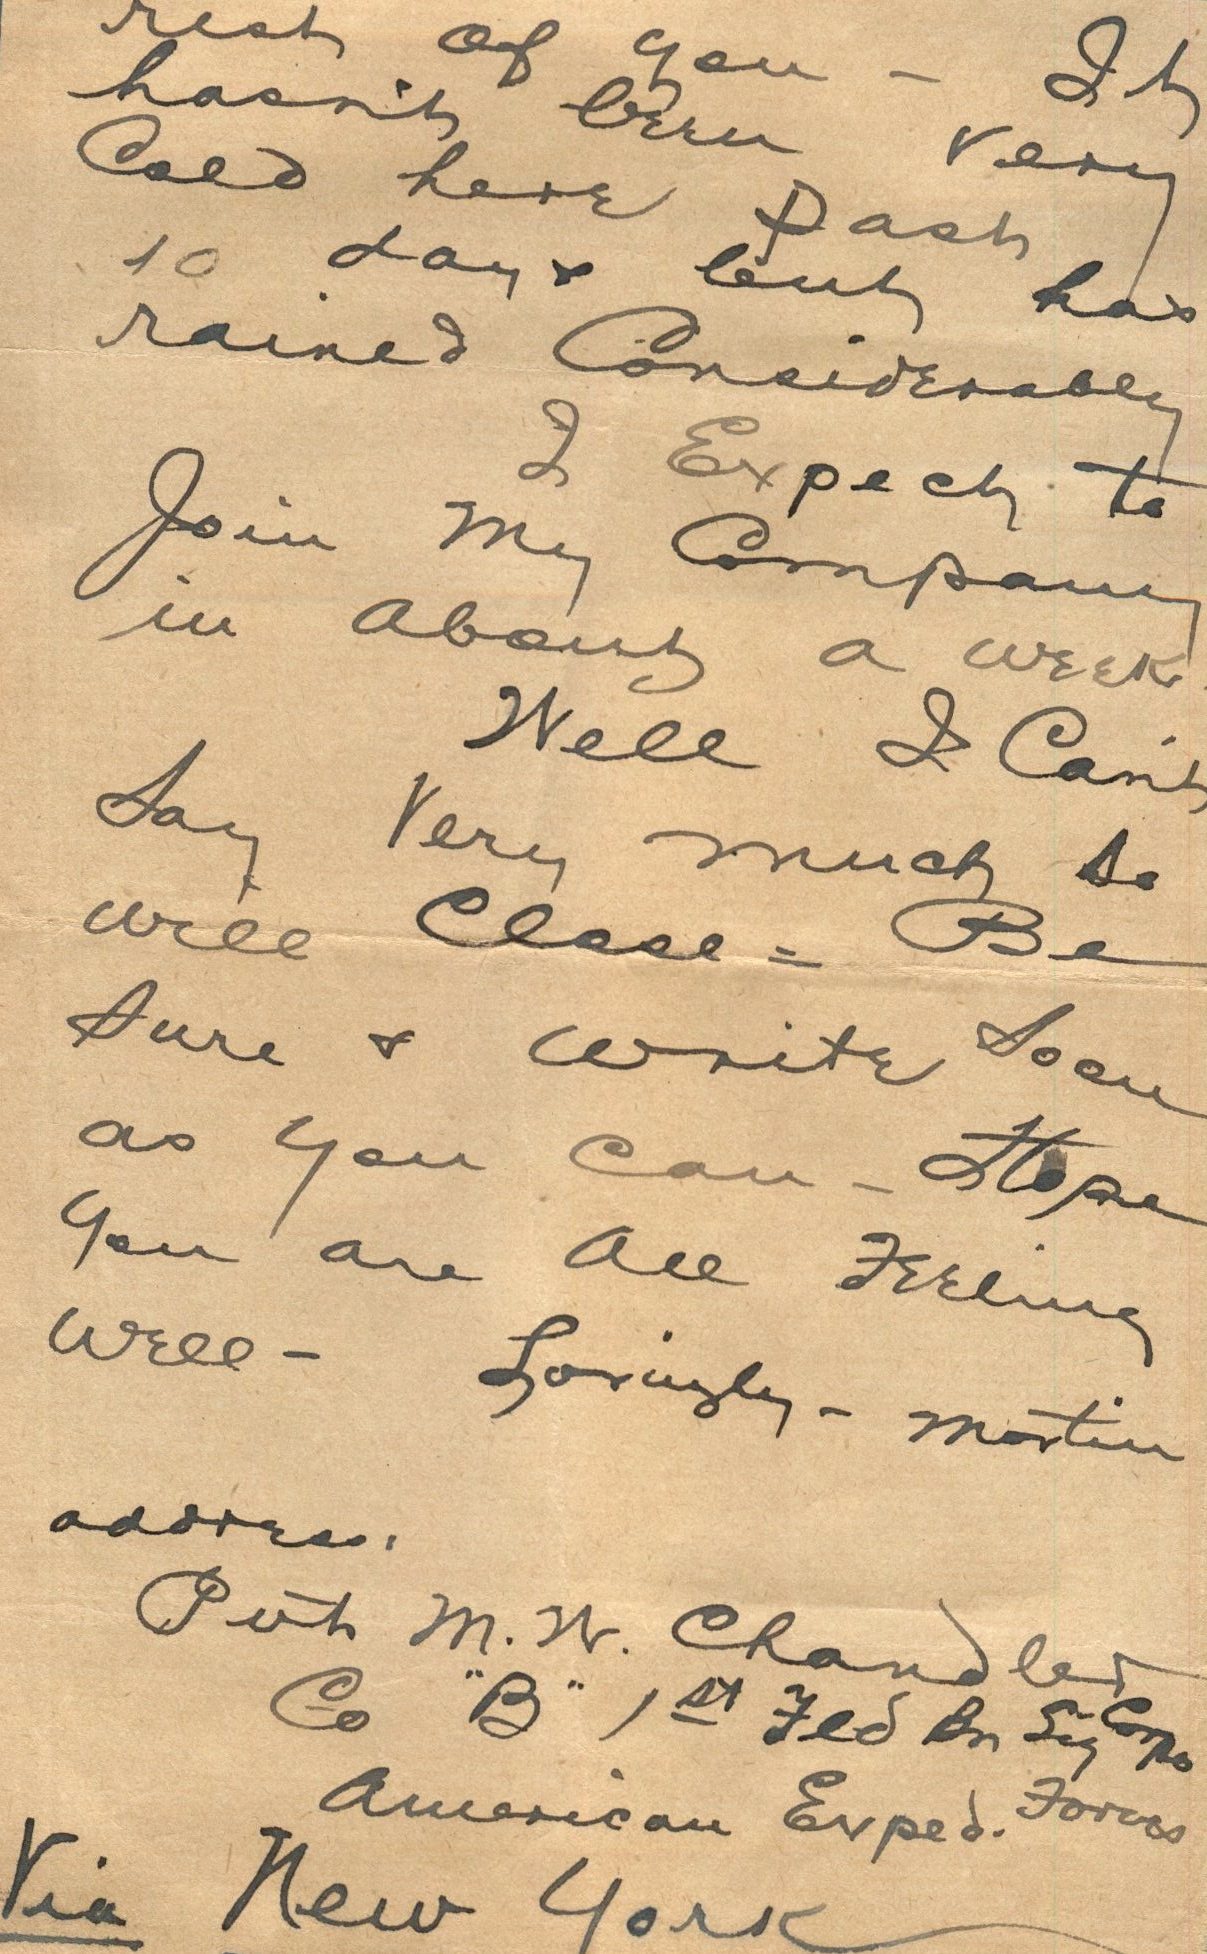 rest of you - It
hasn't been very
Cold here past
10 days but has
rained Considerably
I Expect to
Join My Company
in about a week.
Well I Can't
Say Very much so
will Close = Be
Sure & write Soon
as you can - Hope
you are all Feeling
well - Lovingly - Martin
address.
Pvt M. W. Chandler
Co "B" 1st Fld Bn Sig Corps
American Exped. Forces
Via New York